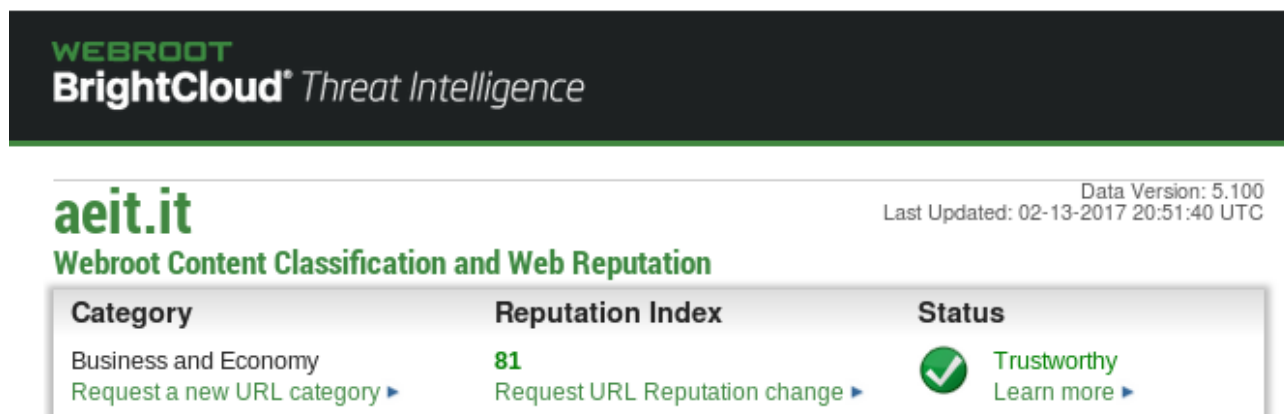 WEBROOT
BrightCloud® Threat Intelligence
aeit.it
Data Version: 5.100
Last Updated: 02-13-2017 20:51:40 UTC
Webroot Content Classification and Web Reputation
Category Reputation Index Status
Business and Economy 81 Trustworthy
Request a new URL category ► Request URL Reputation change ► Learn more ►